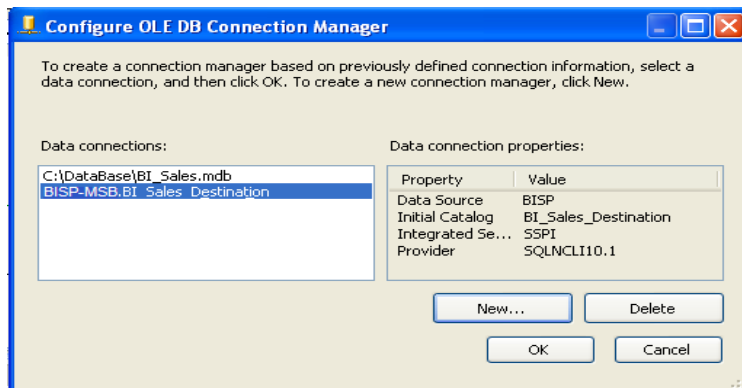 Configure OLE DB Connection Manager
To create a connection manager based on previously defined connection information, select a
data connection, and then click OK. To create a new connection manager, click New.
Data connections:
Data connection properties:
C:\DataBase\BI_Sales.mdb
BISP-MSB.BI_Sales_Destination
Property Value
Data Source BISP
Initial Catalog BI_Sales_Destination
Integrated Se... SSPI
Provider SQLNCLI10.1
New... Delete
OK Cancel